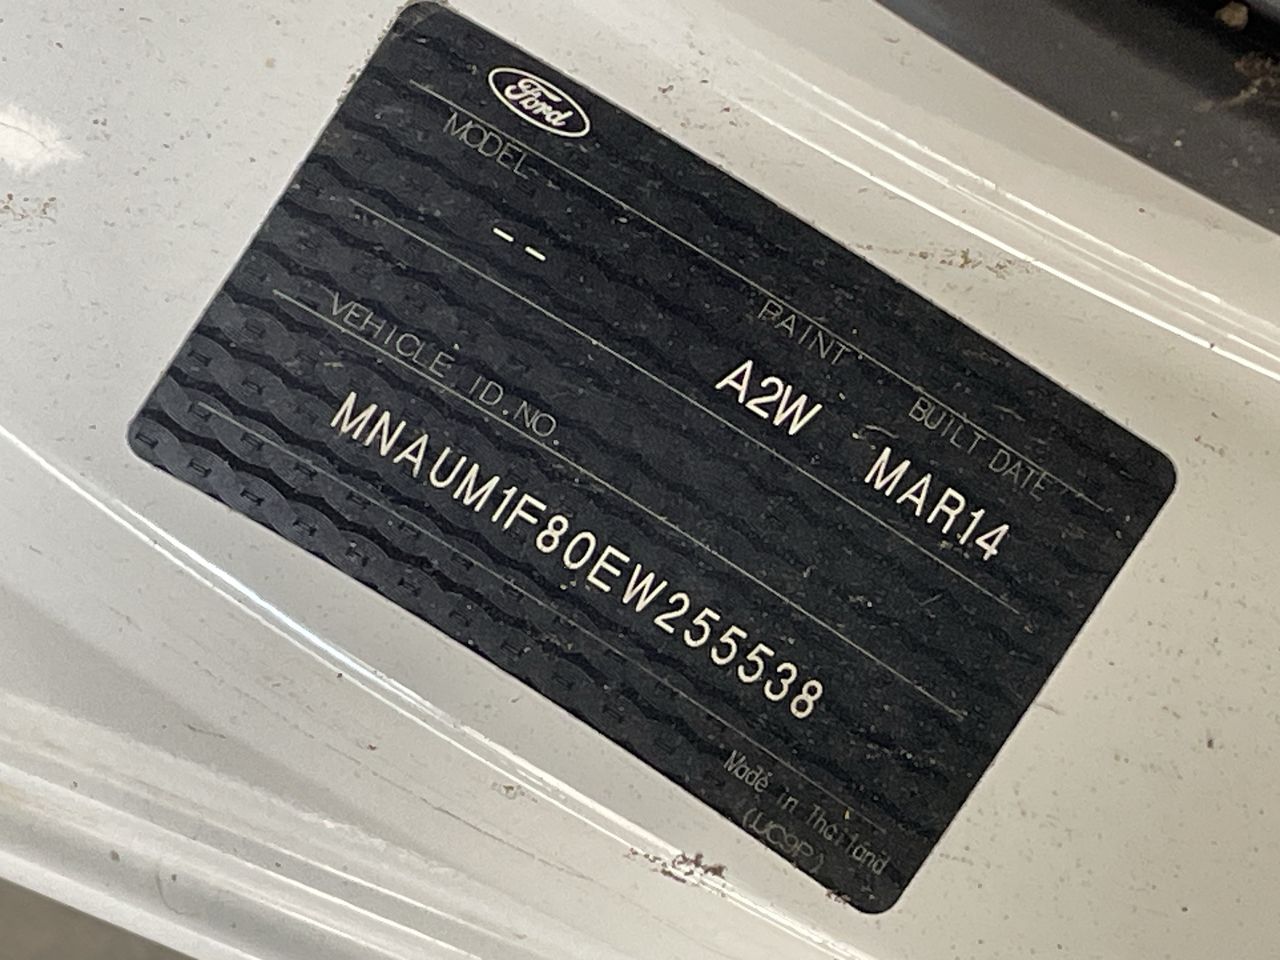 Ford
MODEL
PAINT
BUILT DATE
--
A2W
MAR14
VEHICLE ID.NO.
MNAUM1F80EW255538
Made in Thailand
(UC9P)